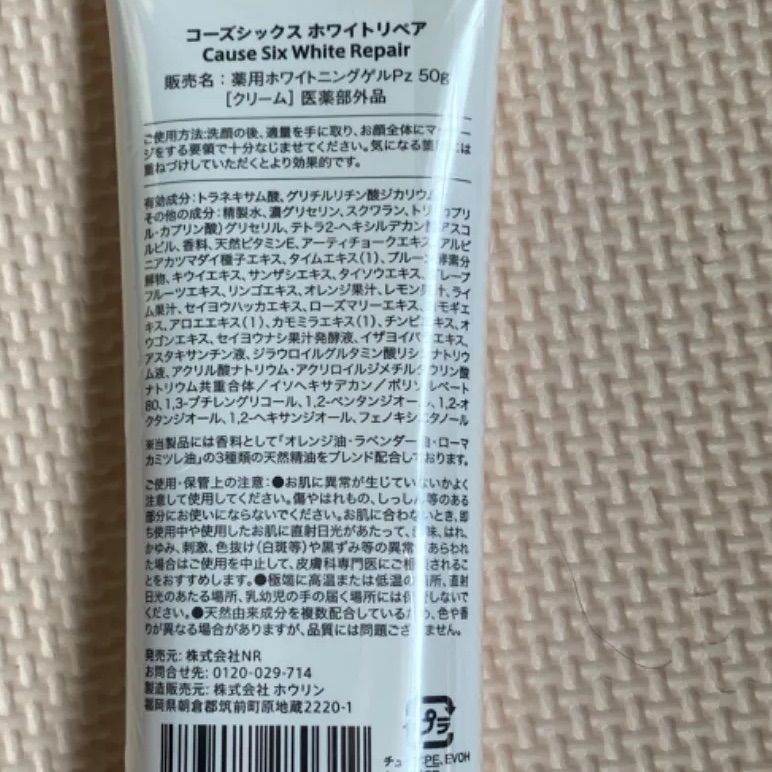 コーズシックス ホワイトリペア
Cause Six White Repair
販売名：薬用ホワイトニングゲルPz 50g
［クリーム］医薬部外品
ご使用方法:洗顔の後、適量を手に取り、お顔全体にマッサー
ジをする要領で十分なじませてください。気になる箇所には
重ねづけしていただくとより効果的です。
有効成分：トラネキサム酸、グリチルリチン酸ジカリウム
その他の成分：精製水、濃グリセリン、スクワラン、トリ(カプリ
ル・カプリン酸)グリセリル、テトラ2-ヘキシルデカン酸アスコ
ルビル、香料、天然ビタミンE、アーティチョークエキス、アルピ
ニアカツマダイ種子エキス、タイムエキス(1)、プルーン酵素分
解物、キウイエキス、サンザシエキス、タイソウエキス、グレープ
フルーツエキス、リンゴエキス、オレンジ果汁、レモン果汁、ライ
ム果汁、セイヨウハッカエキス、ローズマリーエキス、ヨモギエ
キス、アロエエキス(1)、カモミラエキス(1)、チンピエキス、オ
ウゴンエキス、セイヨウナシ果汁発酵液、イザヨイバラエキス、
アスタキサンチン液、ジラウロイルグルタミン酸リシンナトリウ
ム液、アクリル酸ナトリウム・アクリロイルジメチルタウリン酸
ナトリウム共重合体／イソヘキサデカン／ポリソルベート
80、1,3-ブチレングリコール、1,2-ペンタンジオール、1,2-オ
クタンジオール、1,2-ヘキサンジオール、フェノキシエタノール
※当製品には香料として「オレンジ油・ラベンダー油・ローマ
カミツレ油」の3種類の天然精油をブレンド配合しております。
ご使用・保管上の注意：●お肌に異常が生じていないかよく
注意して使用してください。傷やはれもの、しっしん等のある
部分にお使いにならないでください。お肌に合わないとき、即
ち使用中や使用したお肌に直射日光があたって、赤味、はれ、
かゆみ、刺激、色抜け(白斑等)や黒ずみ等の異常があらわれ
た場合はご使用を中止して、皮膚科専門医にご相談されるこ
とをおすすめします。●極端に高温または低温の場所、直射
日光のあたる場所、乳幼児の手の届く場所には保管しないで
ください。●天然由来成分を複数配合しているため、色や香
りが異なる場合がありますが、品質には問題ございません。
発売元：株式会社NR
お問合せ先：0120-029-714
製造販売元：株式会社 ホウリン
福岡県朝倉郡筑前町原地蔵2220-1
プラ
チューブ:PE、EVOH